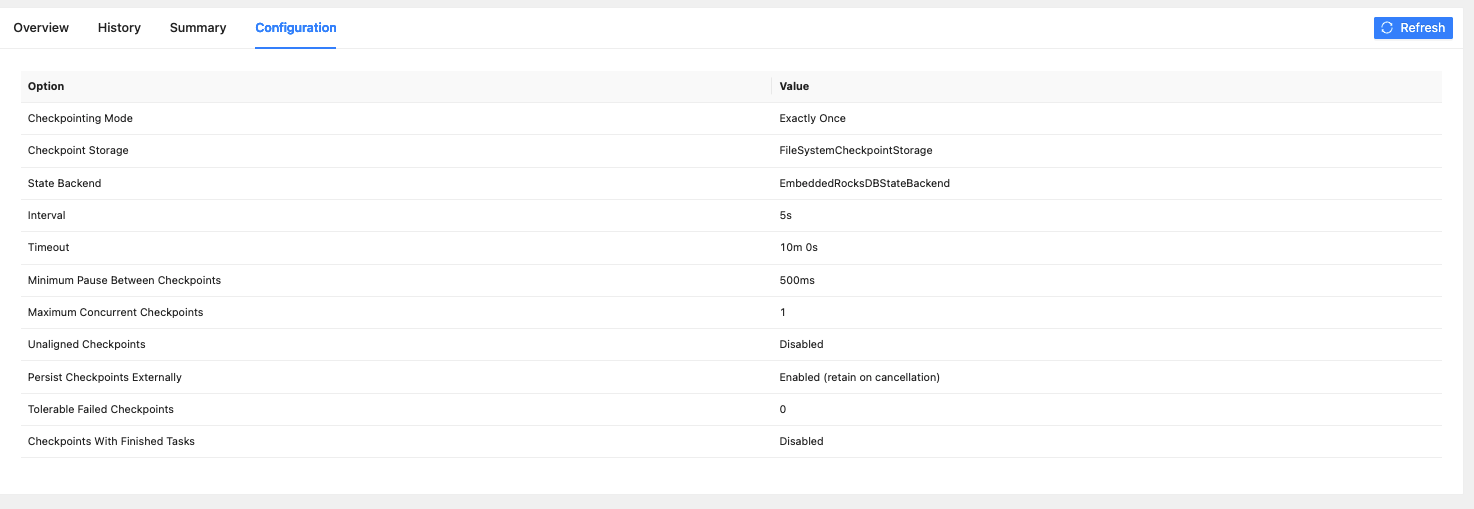 Overview History Summary Configuration Refresh
Option Value
Checkpointing Mode Exactly Once
Checkpoint Storage FileSystemCheckpointStorage
State Backend EmbeddedRocksDBStateBackend
Interval 5s
Timeout 10m 0s
Minimum Pause Between Checkpoints 500ms
Maximum Concurrent Checkpoints 1
Unaligned Checkpoints Disabled
Persist Checkpoints Externally Enabled (retain on cancellation)
Tolerable Failed Checkpoints 0
Checkpoints With Finished Tasks Disabled